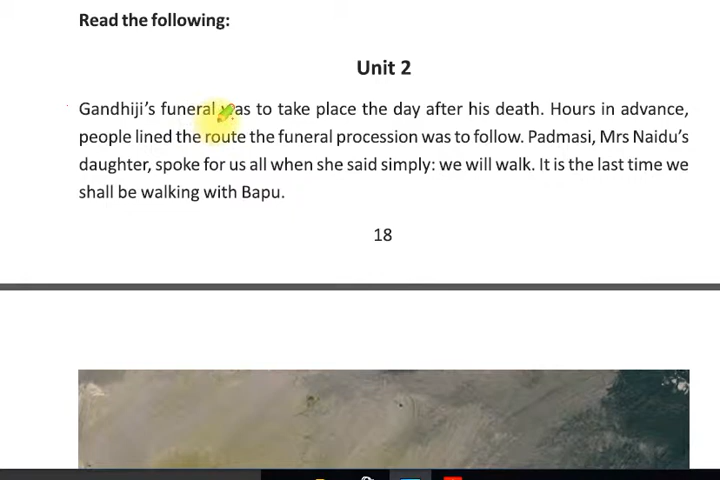 Read the following:
Unit 2
Gandhiji's funeral was to take place the day after his death. Hours in advance,
people lined the route the funeral procession was to follow. Padmasi, Mrs Naidu's
daughter, spoke for us all when she said simply: we will walk. It is the last time we
shall be walking with Bapu.
18